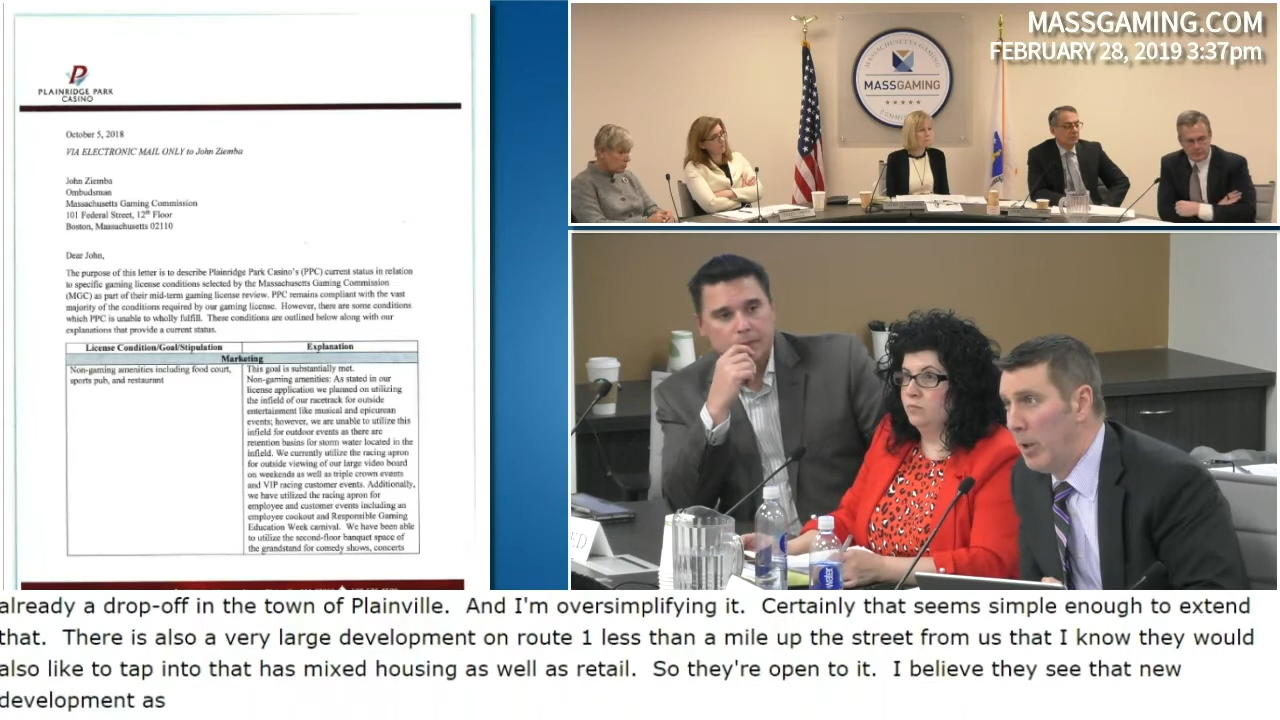 PLAINRIDGE PARK
CASINO
October 5, 2018
VIA ELECTRONIC MAIL ONLY to John Ziemba
John Ziemba
Ombudsman
Massachusetts Gaming Commission
101 Federal Street, 12th Floor
Boston, Massachusetts 02110
Dear John,
The purpose of this letter is to describe Plainridge Park Casino's (PPC) current status in relation
to specific gaming license conditions selected by the Massachusetts Gaming Commission
(MGC) as part of their mid-term gaming license review. PPC remains compliant with the vast
majority of the conditions required by our gaming license. However, there are some conditions
which PPC is unable to wholly fulfill. These conditions are outlined below along with our
explanations that provide a current status.
License Condition/Goal/Stipulation
Explanation
Marketing
Non-gaming amenities including food court,
sports pub, and restaurant
This goal is substantially met.
Non-gaming amenities: As stated in our
license application we planned on utilizing
the infield of our racetrack for outside
entertainment like musical and epicurean
events; however, we are unable to utilize this
infield for outdoor events as there are
retention basins for storm water located in the
infield. We currently utilize the racing apron
for outside viewing of our large video board
on weekends as well as triple crown events
and VIP racing customer events. Additionally,
we have utilized the racing apron for
employee and customer events including an
employee cookout and Responsible Gaming
Education Week carnival. We have been able
to utilize the second-floor banquet space of
the grandstand for comedy shows, concerts
MASSGAMING.COM
FEBRUARY 28, 2019 3:37pm
MASSACHUSETTS GAMING
MASSGAMING
water
already a drop-off in the town of Plainville. And I'm oversimplifying it. Certainly that seems simple enough to extend
that. There is also a very large development on route 1 less than a mile up the street from us that I know they would
also like to tap into that has mixed housing as well as retail. So they're open to it. I believe they see that new
development as